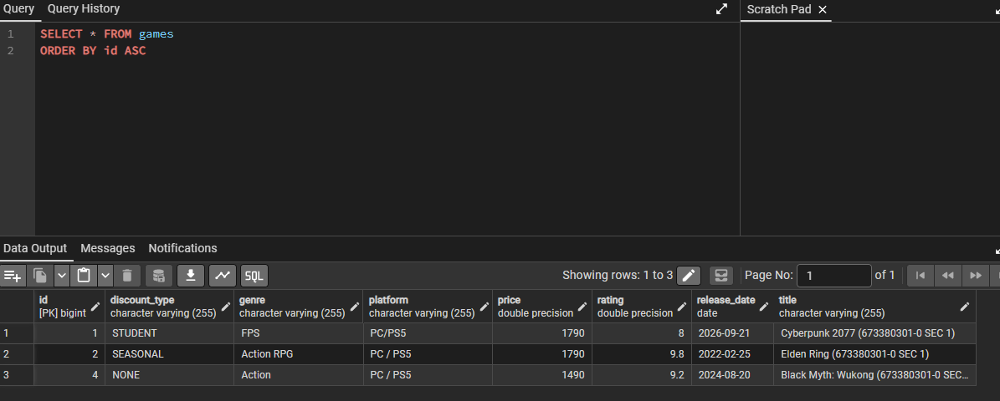 Query Query History Scratch Pad
1 SELECT * FROM games
2 ORDER BY id ASC
Data Output Messages Notifications
SQL Showing rows: 1 to 3 Page No: 1 of 1
id discount_type genre platform price rating release_date title
[PK] bigint character varying (255) character varying (255) character varying (255) double precision double precision date character varying (255)
1 1 STUDENT FPS PC/PS5 1790 8 2026-09-21 Cyberpunk 2077 (673380301-0 SEC 1)
2 2 SEASONAL Action RPG PC / PS5 1790 9.8 2022-02-25 Elden Ring (673380301-0 SEC 1)
3 4 NONE Action PC / PS5 1490 9.2 2024-08-20 Black Myth: Wukong (673380301-0 SEC...